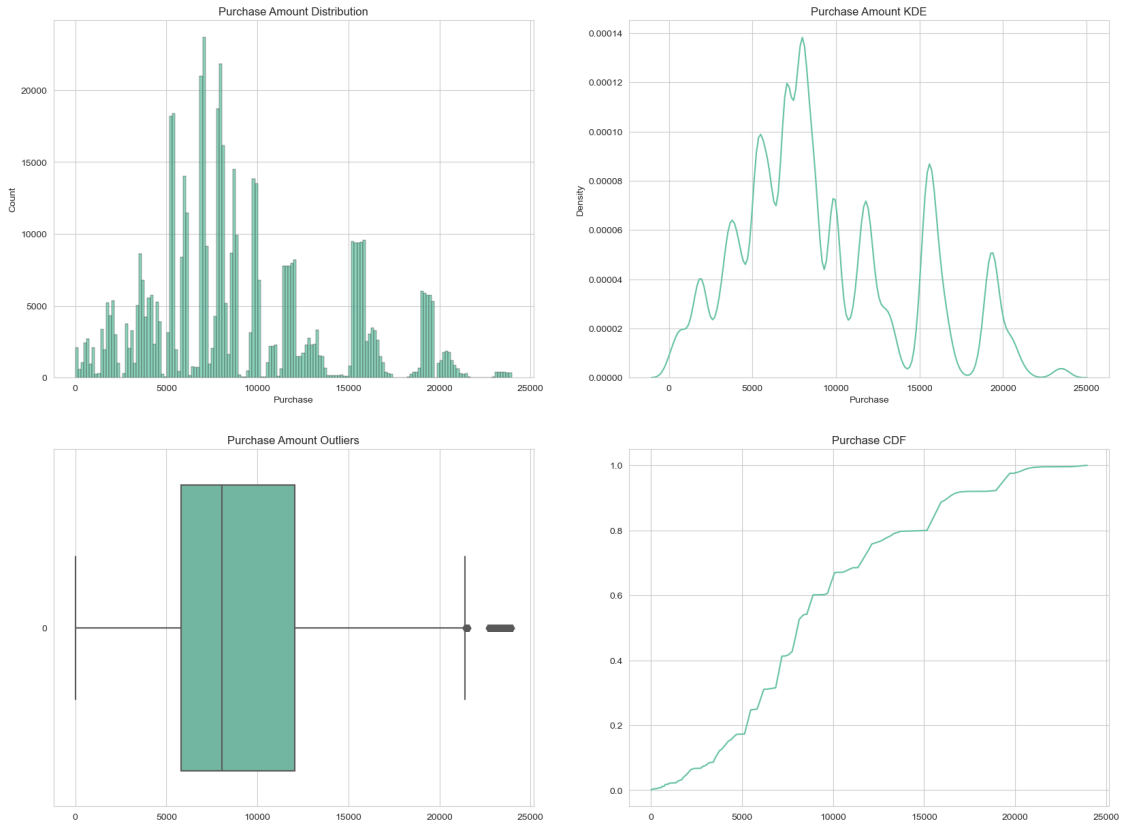 Purchase Amount Distribution
20000
15000
10000
5000
0
Count
0 5000 10000 15000 20000 25000
Purchase
Purchase Amount KDE
0.00014
0.00012
0.00010
0.00008
0.00006
0.00004
0.00002
0.00000
Density
0 5000 10000 15000 20000 25000
Purchase
Purchase Amount Outliers
0
0 5000 10000 15000 20000 25000
Purchase CDF
1.0
0.8
0.6
0.4
0.2
0.0
0 5000 10000 15000 20000 25000